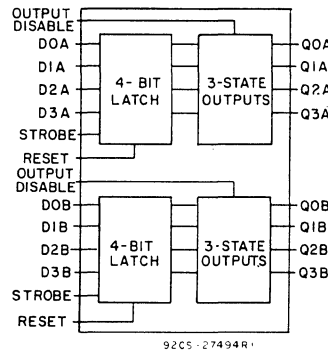 OUTPUT
DISABLE
D0A
D1A
D2A
D3A
STROBE
RESET
4-BIT
LATCH
3-STATE
OUTPUTS
Q0A
Q1A
Q2A
Q3A
OUTPUT
DISABLE
D0B
D1B
D2B
D3B
STROBE
RESET
4-BIT
LATCH
3-STATE
OUTPUTS
Q0B
Q1B
Q2B
Q3B
92CS-27494R1